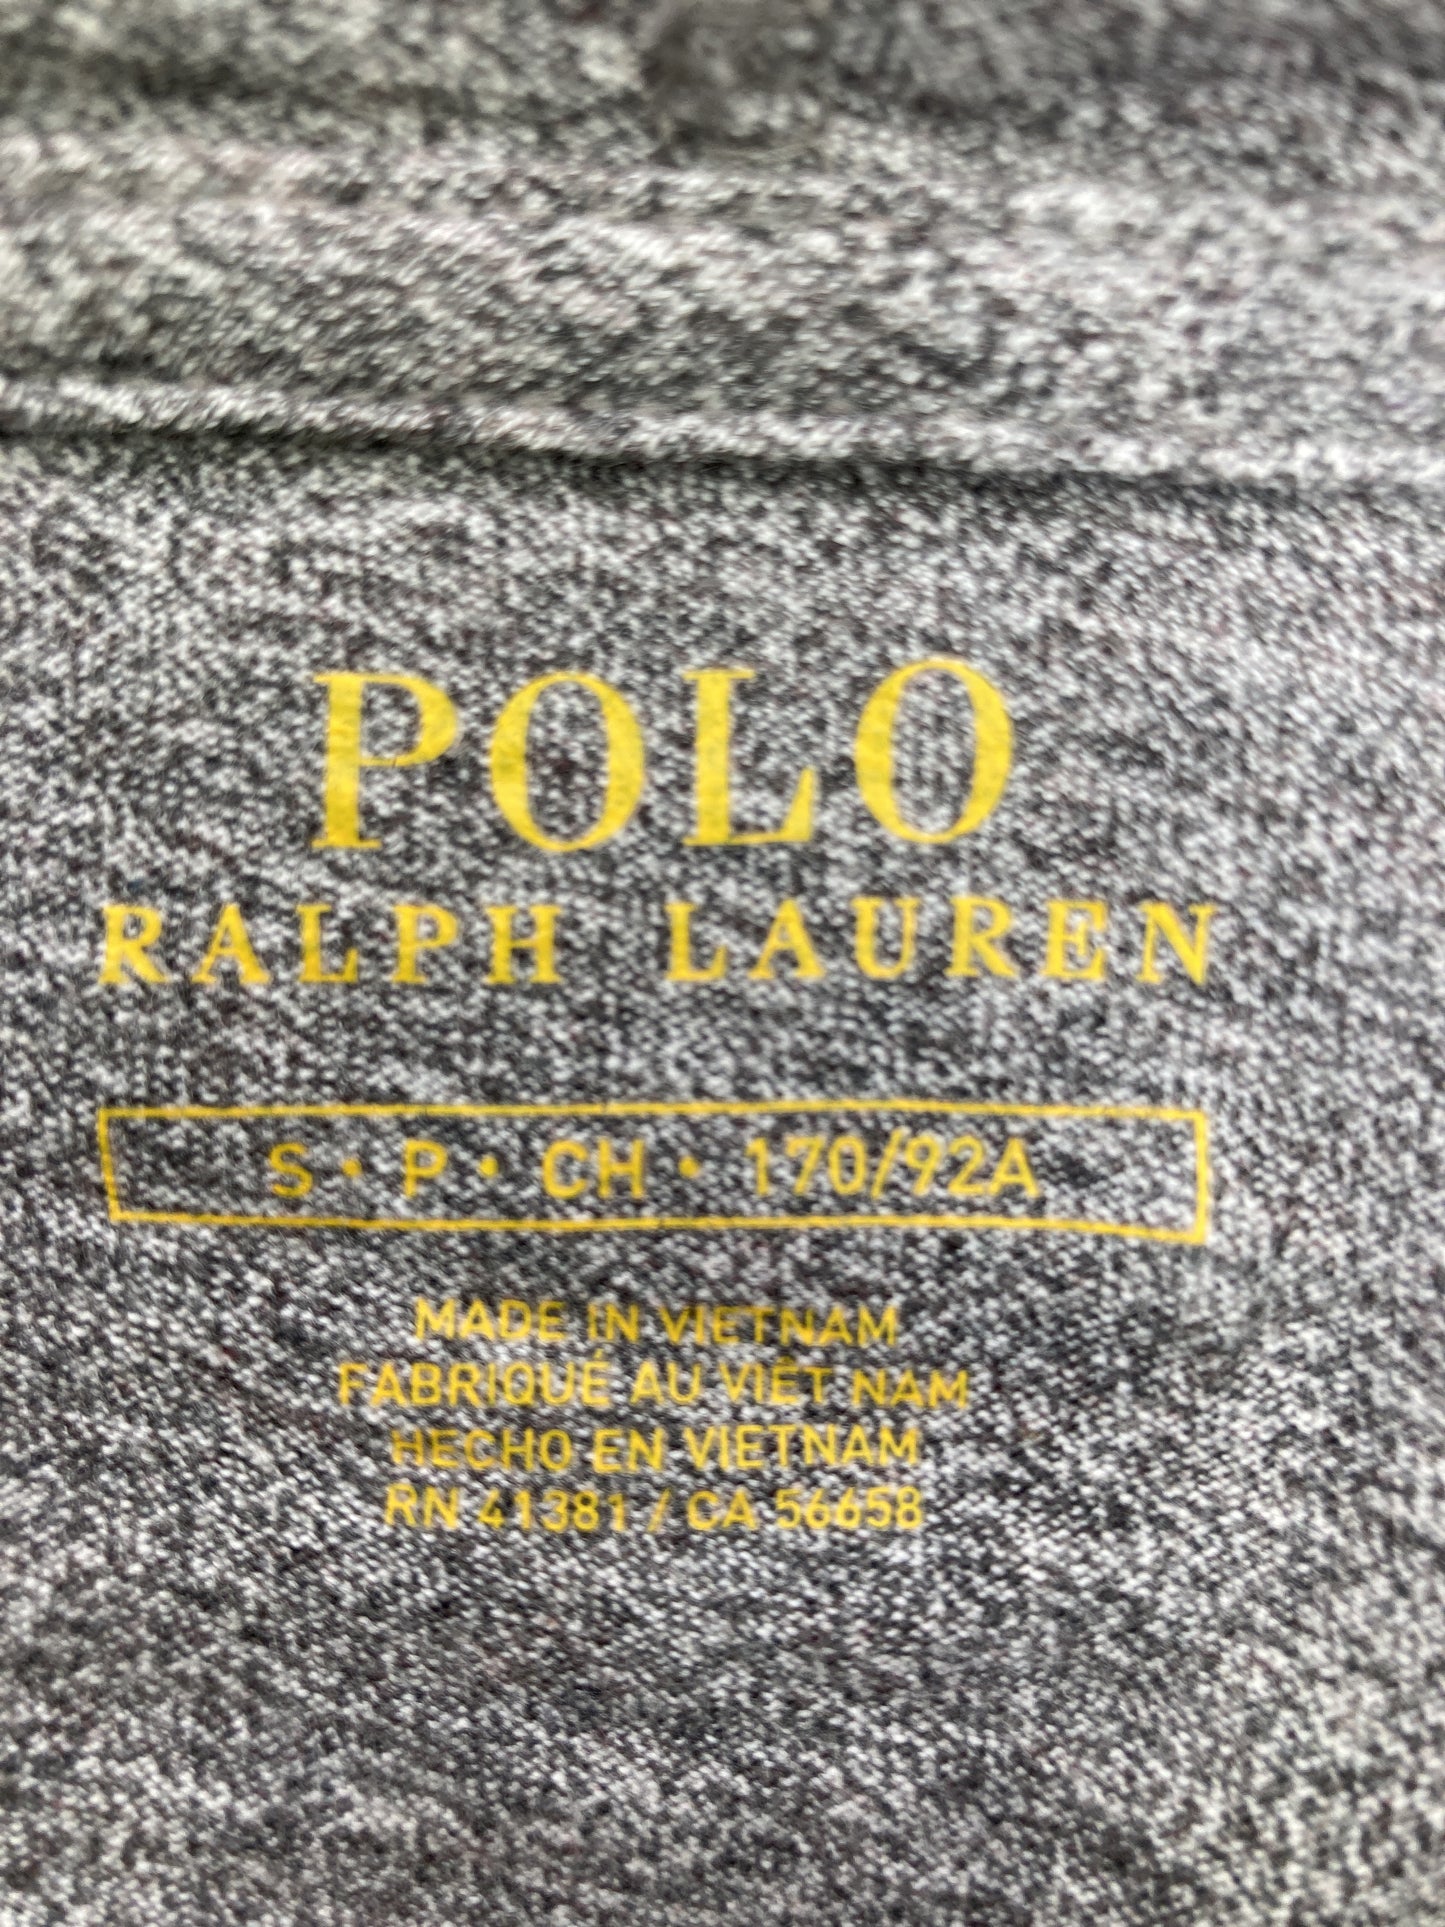 POLO
RALPH LAUREN
S • P • CH • 170/92A
MADE IN VIETNAM
FABRIQUÉ AU VIÊT NAM
HECHO EN VIETNAM
RN 41381 / CA 56658